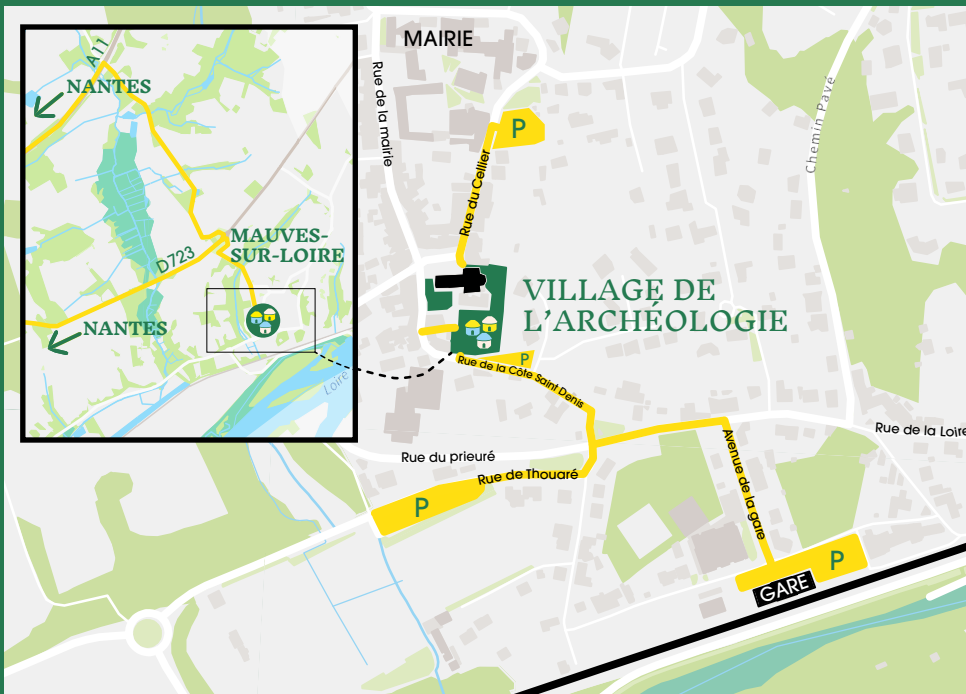 A11
NANTES
MAUVES-
SUR-LOIRE
D723
NANTES
Loire
MAIRIE
Rue de la mairie
P
Rue du Cellier
Chemin Pavé
VILLAGE DE
L’ARCHÉOLOGIE
P
Rue de la Côte Saint Denis
Rue de la Loire
Rue du prieuré
Rue de Thouaré
Avenue de la gare
P
P
GARE